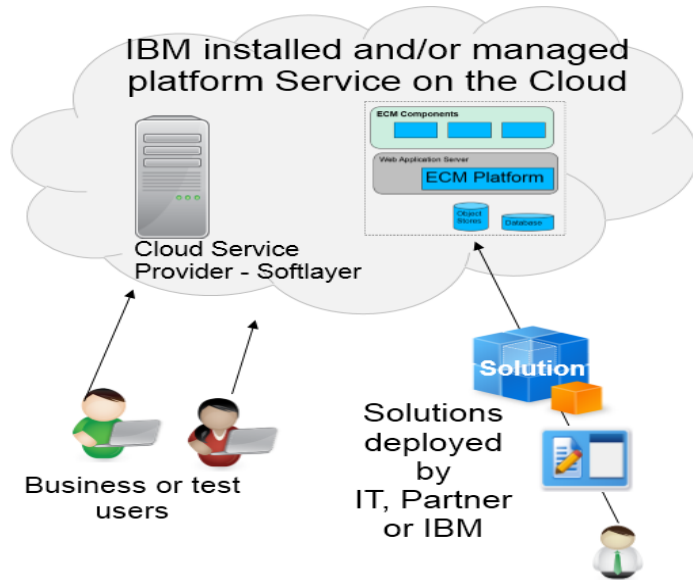 IBM installed and/or managed
platform Service on the Cloud
ECM Components
Web Application Server
ECM Platform
Object
Stores
Database
Cloud Service
Provider - Softlayer
Solution
Solutions
deployed
by
IT, Partner
or IBM
Business or test
users